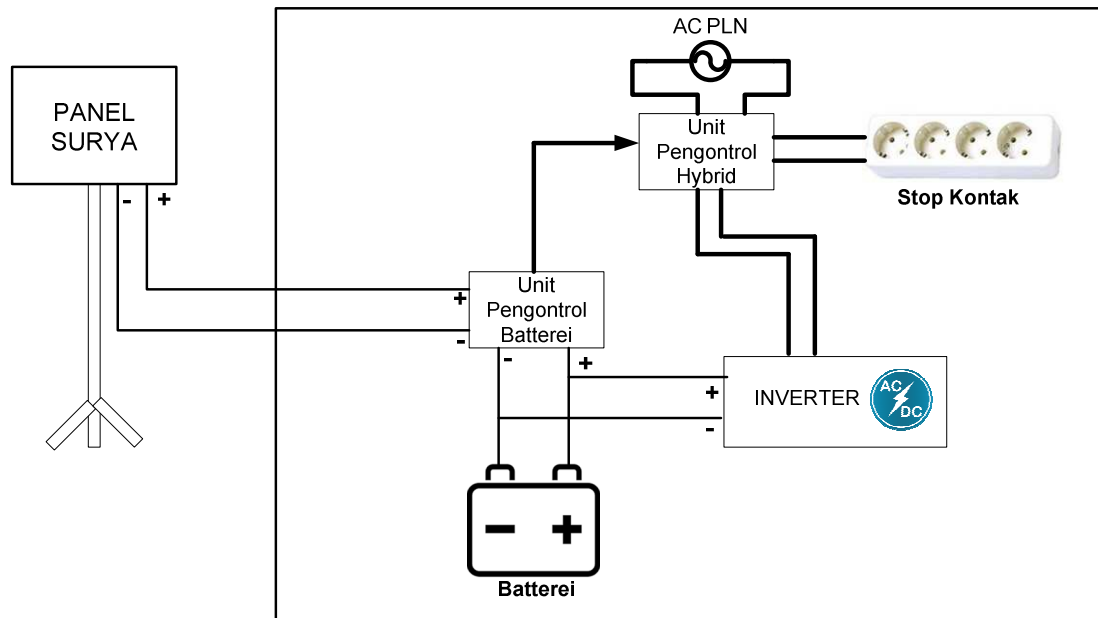 AC PLN
PANEL
SURYA
-
+
Unit
Pengontrol
Hybrid
Stop Kontak
+
-
Unit
Pengontrol
Batterei
-
+
+
-
INVERTER
AC
DC
-
+
Batterei